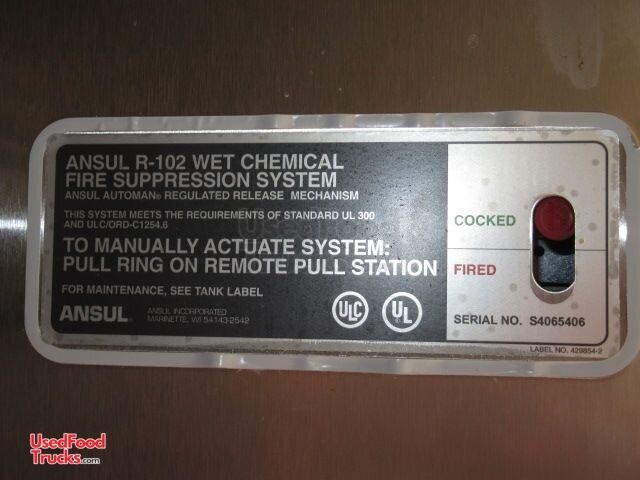 ANSUL R-102 WET CHEMICAL
FIRE SUPPRESSION SYSTEM
ANSUL AUTOMAN® REGULATED RELEASE MECHANISM
THIS SYSTEM MEETS THE REQUIREMENTS OF STANDARD UL 300
AND ULC/ORD-C1254.6
TO MANUALLY ACTUATE SYSTEM:
PULL RING ON REMOTE PULL STATION
FOR MAINTENANCE, SEE TANK LABEL
ANSUL®
ANSUL INCORPORATED
MARINETTE, WI 54143-2542
ULC
UL
COCKED
FIRED
SERIAL NO. S4065406
LABEL NO. 429854-2
UsedFood
Trucks.com